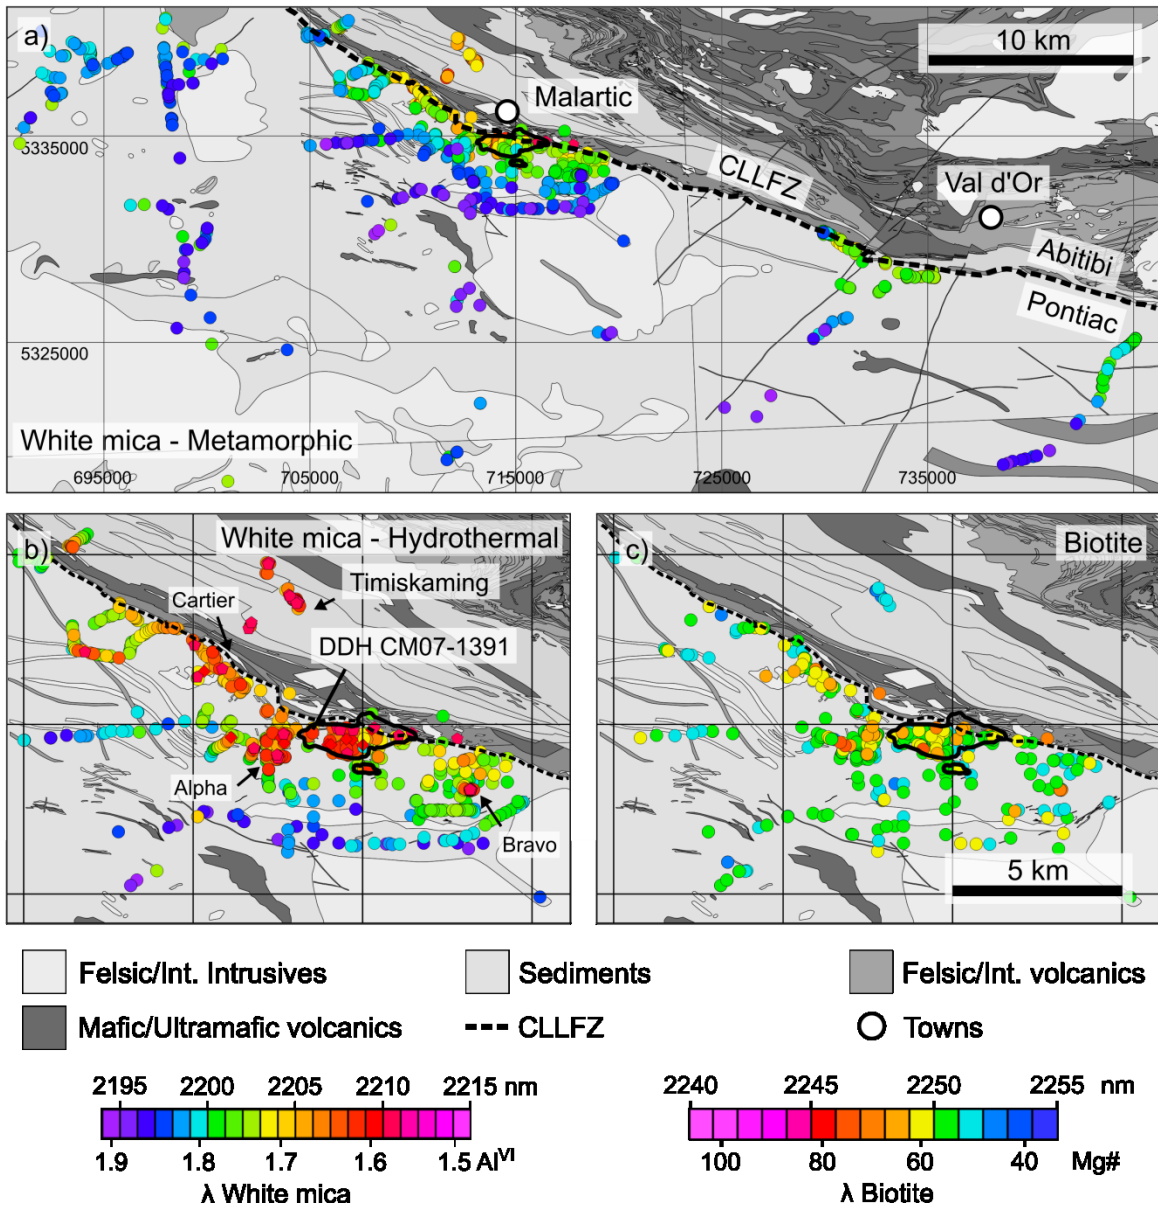 a)
10 km
Malartic
5335000
CLLFZ
Val d'Or
Abitibi
Pontiac
5325000
White mica - Metamorphic
695000 705000 715000 725000 735000
b)
White mica - Hydrothermal
Timiskaming
Cartier
DDH CM07-1391
Alpha
Bravo
c)
Biotite
5 km
Felsic/Int. Intrusives
Sediments
Felsic/Int. volcanics
Mafic/Ultramafic volcanics
CLLFZ
Towns
2195 2200 2205 2210 2215 nm
1.9 1.8 1.7 1.6 1.5 Al^VI
λ White mica
2240 2245 2250 2255 nm
100 80 60 40 Mg#
λ Biotite